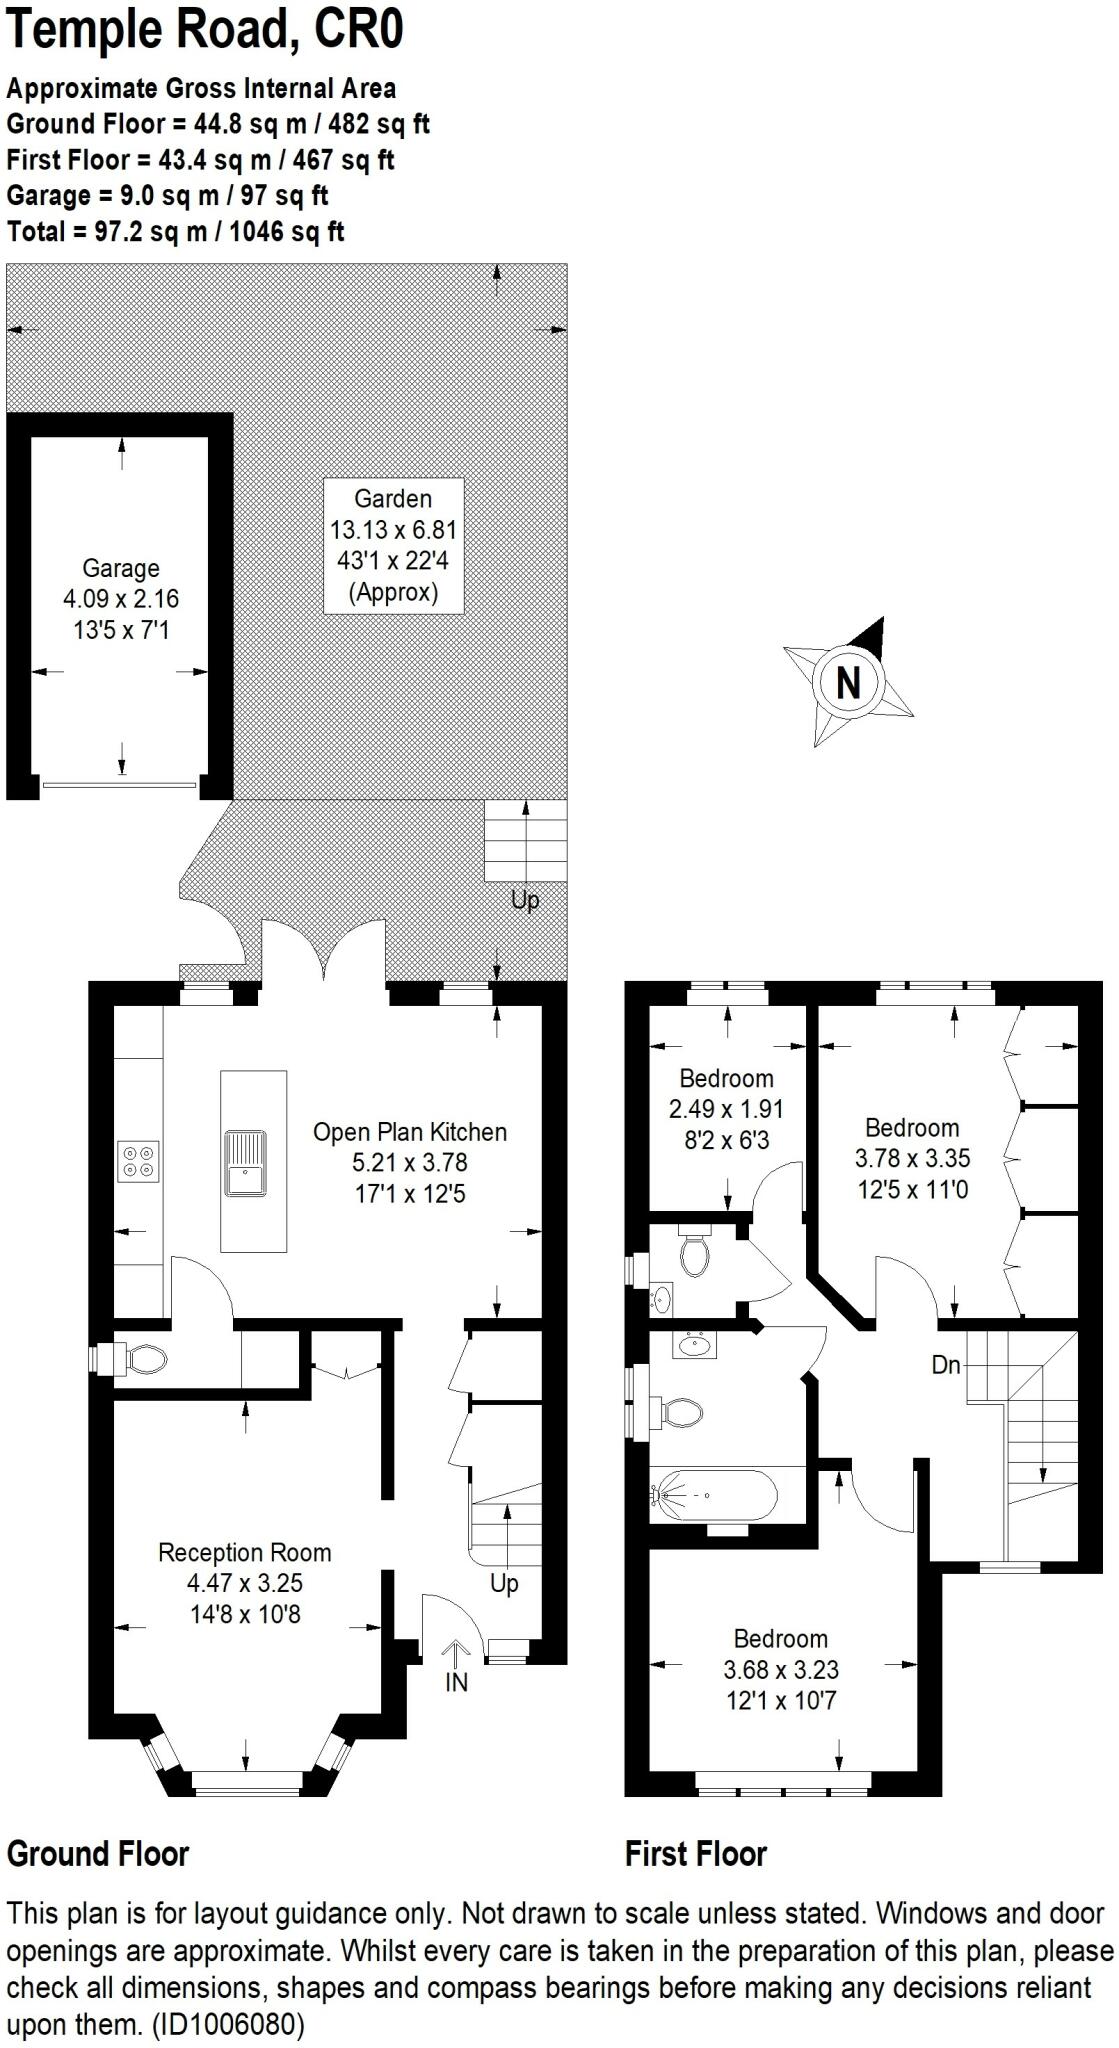 Temple Road, CR0
Approximate Gross Internal Area
Ground Floor = 44.8 sq m / 482 sq ft
First Floor = 43.4 sq m / 467 sq ft
Garage = 9.0 sq m / 97 sq ft
Total = 97.2 sq m / 1046 sq ft
Garden
13.13 x 6.81
43'1 x 22'4
(Approx)
Garage
4.09 x 2.16
13'5 x 7'1
N
Up
Open Plan Kitchen
5.21 x 3.78
17'1 x 12'5
Bedroom
2.49 x 1.91
8'2 x 6'3
Bedroom
3.78 x 3.35
12'5 x 11'0
Dn
Reception Room
4.47 x 3.25
14'8 x 10'8
Up
IN
Bedroom
3.68 x 3.23
12'1 x 10'7
Ground Floor
First Floor
This plan is for layout guidance only. Not drawn to scale unless stated. Windows and door
openings are approximate. Whilst every care is taken in the preparation of this plan, please
check all dimensions, shapes and compass bearings before making any decisions reliant
upon them. (ID1006080)